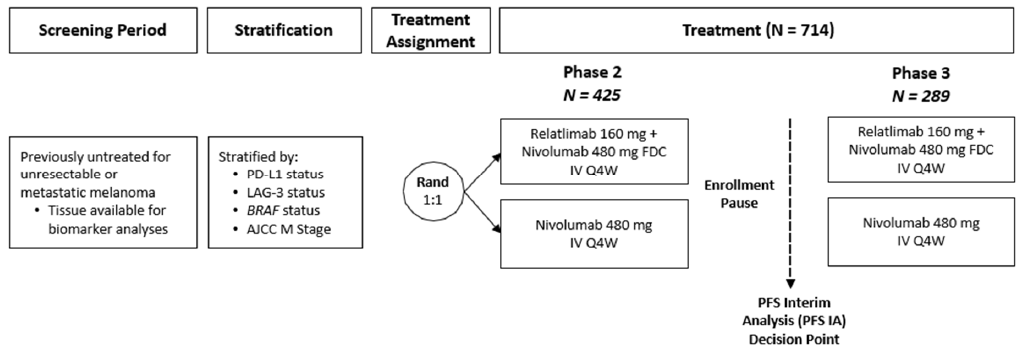 Screening Period
Stratification
Treatment
Assignment
Treatment (N = 714)
Phase 2
N = 425
Phase 3
N = 289
Previously untreated for
unresectable or
metastatic melanoma
• Tissue available for
biomarker analyses
Stratified by:
• PD-L1 status
• LAG-3 status
• BRAF status
• AJCC M Stage
Rand
1:1
Relatlimab 160 mg +
Nivolumab 480 mg FDC
IV Q4W
Nivolumab 480 mg
IV Q4W
Enrollment
Pause
PFS Interim
Analysis (PFS IA)
Decision Point
Relatlimab 160 mg +
Nivolumab 480 mg FDC
IV Q4W
Nivolumab 480 mg
IV Q4W